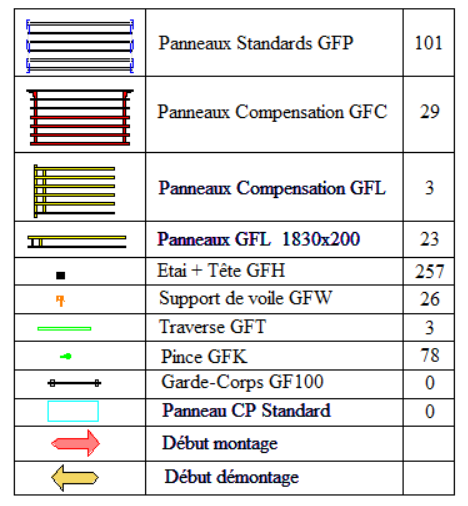 Panneaux Standards GFP 101
Panneaux Compensation GFC 29
Panneaux Compensation GFL 3
Panneaux GFL 1830x200 23
Etai + Tête GFH 257
Support de voile GFW 26
Traverse GFT 3
Pince GFK 78
Garde-Corps GF100 0
Panneau CP Standard 0
Début montage
Début démontage